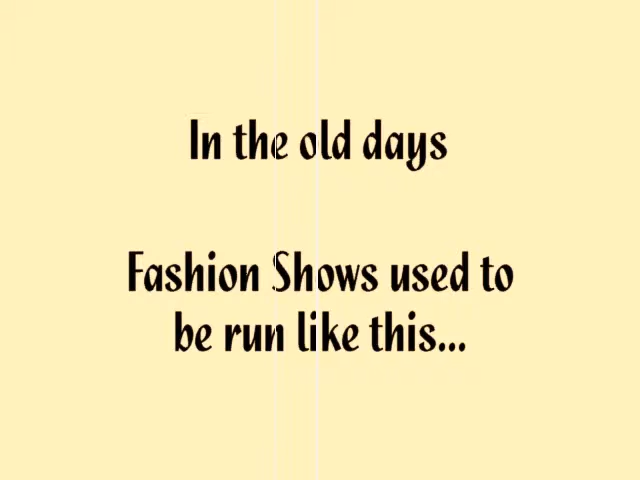 In the old days
Fashion Shows used to
be run like this...